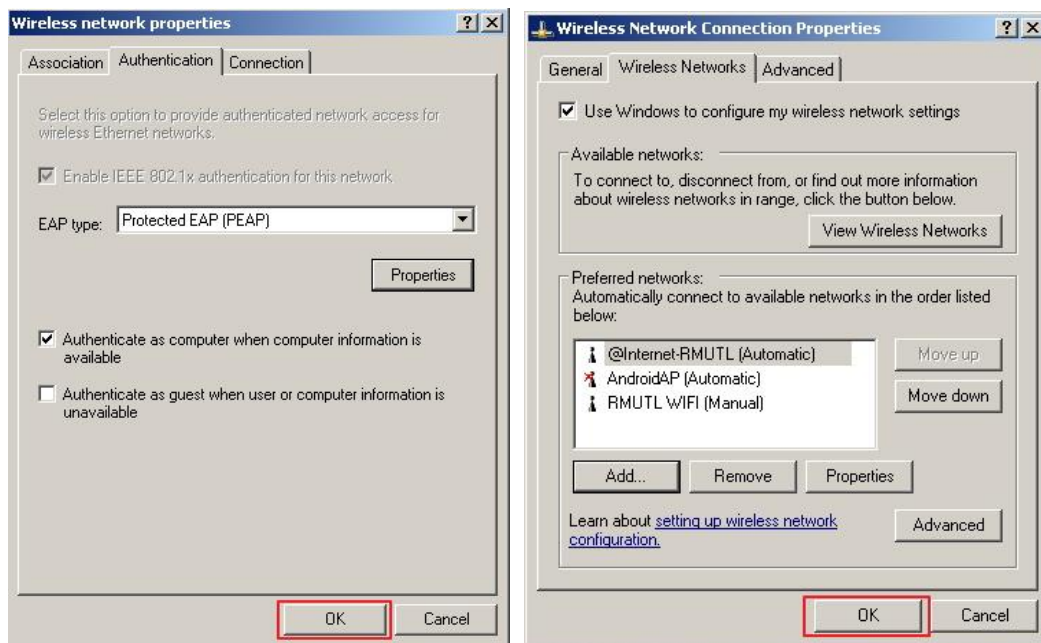 Wireless network properties
Association Authentication Connection
Select this option to provide authenticated network access for
wireless Ethernet networks.
Enable IEEE 802.1x authentication for this network
EAP type: Protected EAP (PEAP)
Properties
Authenticate as computer when computer information is
available
Authenticate as guest when user or computer information is
unavailable
OK Cancel
Wireless Network Connection Properties
General Wireless Networks Advanced
Use Windows to configure my wireless network settings
Available networks:
To connect to, disconnect from, or find out more information
about wireless networks in range, click the button below.
View Wireless Networks
Preferred networks:
Automatically connect to available networks in the order listed
below:
@Internet-RMUTL (Automatic)
Move up
AndroidAP (Automatic)
RMUTL WIFI (Manual)
Move down
Add... Remove Properties
Learn about setting up wireless network
configuration.
Advanced
OK Cancel